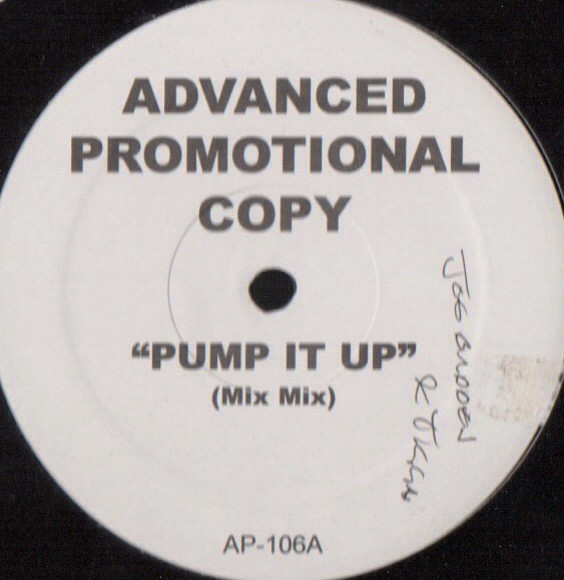 ADVANCED
PROMOTIONAL
COPY
“PUMP IT UP”
(Mix Mix)
AP-106A
JOE BUDDEN
&